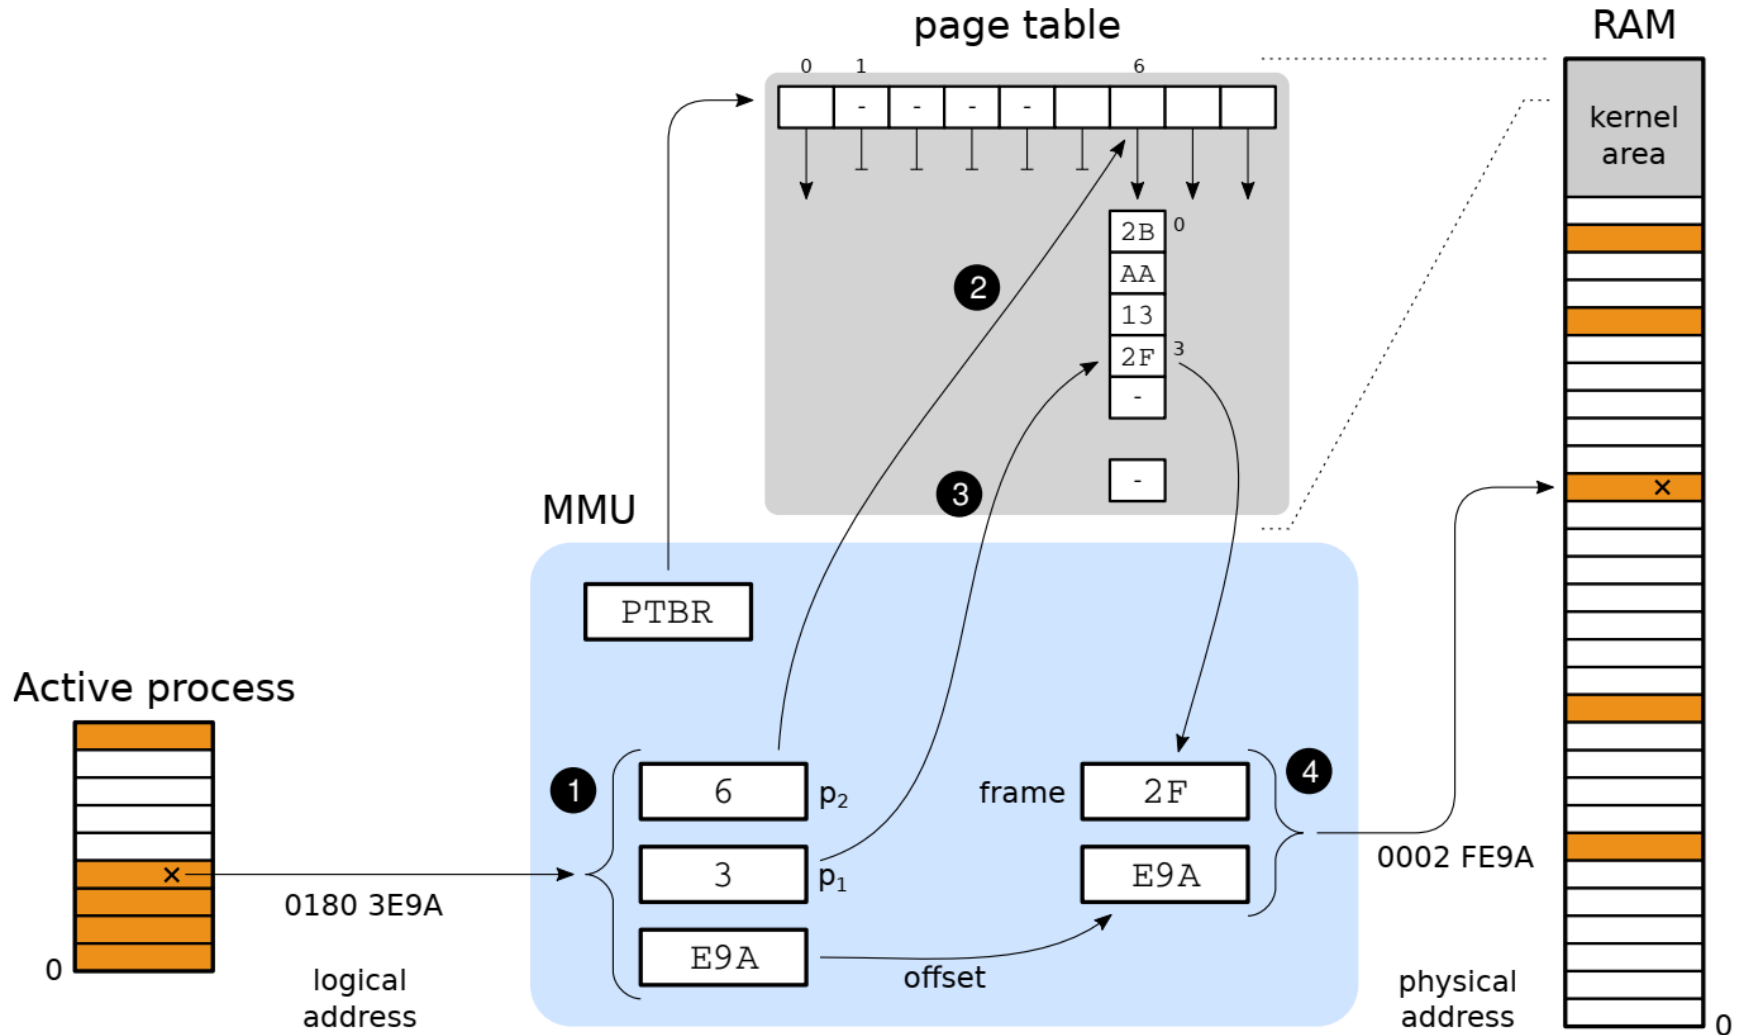 page table
RAM
0 1 6
- - - -
kernel
area
2B 0
AA
13
2F 3
-
-
2
3
MMU
PTBR
Active process
×
0
0180 3E9A
logical
address
1
6 p2
3 p1
E9A
offset
frame 2F
E9A
4
0002 FE9A
physical
address
×
0